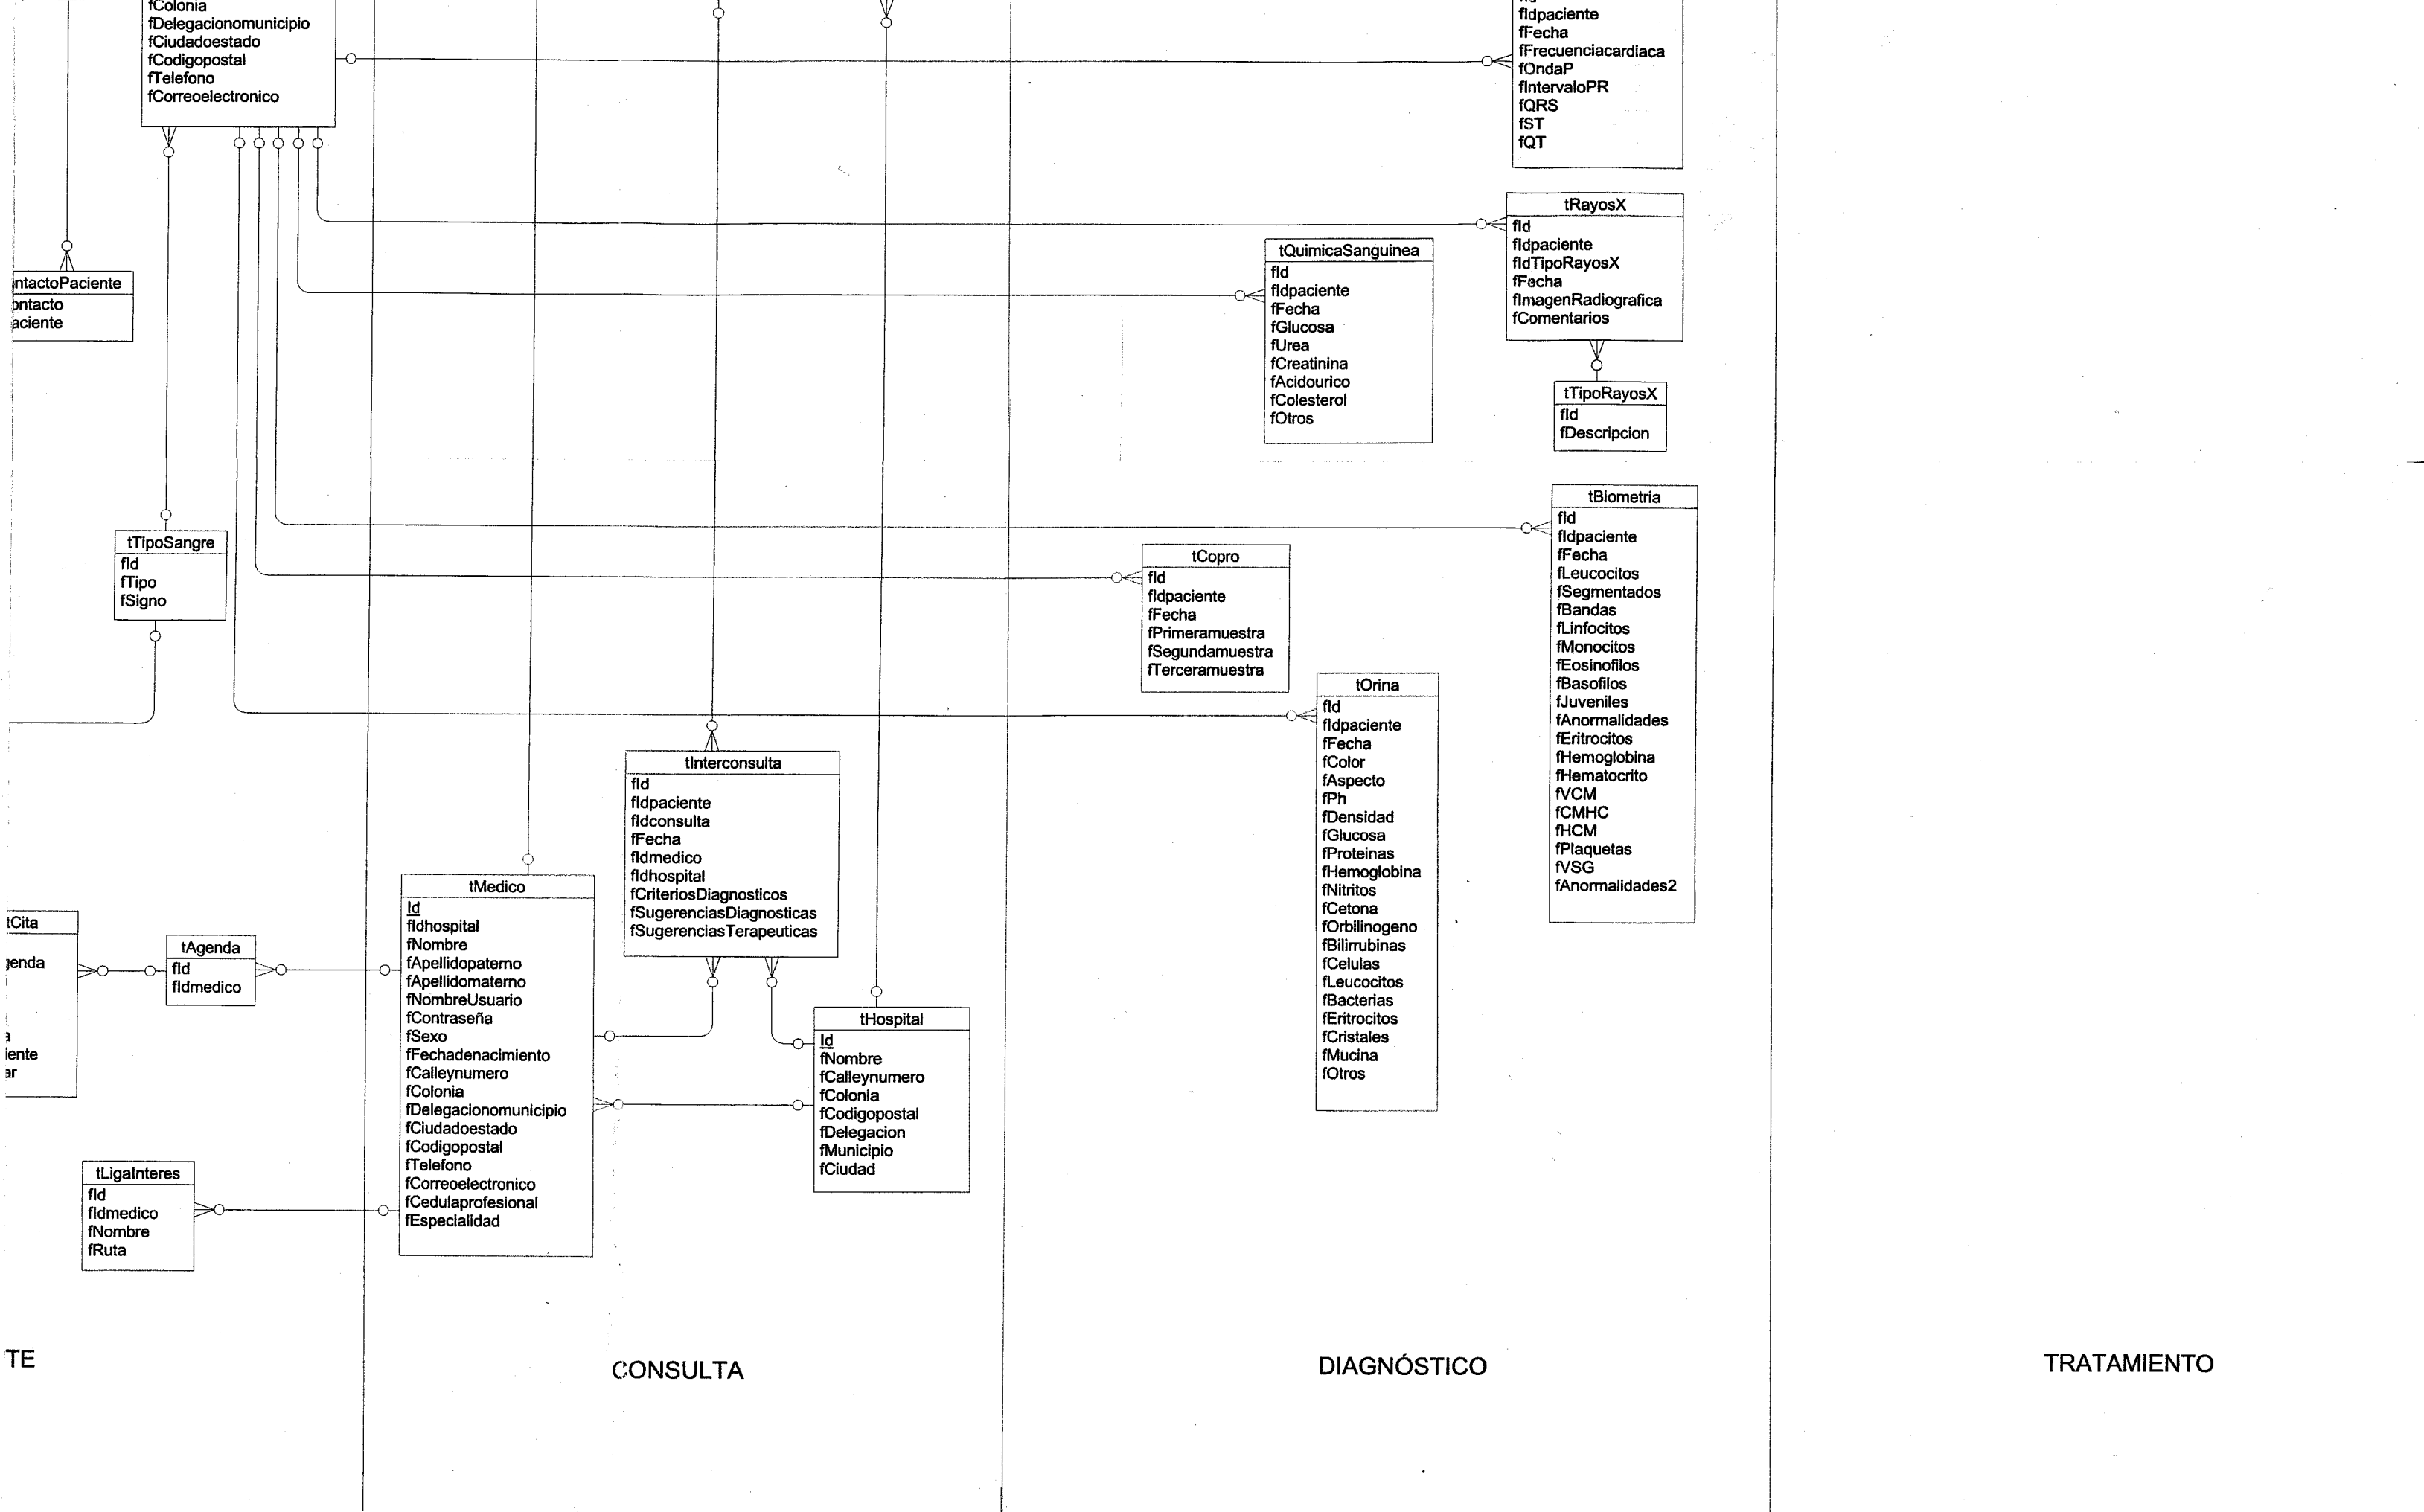 fColonia
fDelegacionomunicipio
fCiudadoestado
fCodigopostal
fTelefono
fCorreoelectronico
ntactoPaciente
ontacto
aciente
tTipoSangre
fId
fTipo
fSigno
tCita
genda
a
lente
ar
tAgenda
fId
fIdmedico
tLigaInteres
fId
fIdmedico
fNombre
fRuta
TE
tMedico
Id
fIdhospital
fNombre
fApellidopaterno
fApellidomaterno
fNombreUsuario
fContraseña
fSexo
fFechadenacimiento
fCalleynumero
fColonia
fDelegacionomunicipio
fCiudadoestado
fCodigopostal
fTelefono
fCorreoelectronico
fCedulaprofesional
fEspecialidad
tInterconsulta
fId
fIdpaciente
fIdconsulta
fFecha
fIdmedico
fIdhospital
fCriteriosDiagnosticos
fSugerenciasDiagnosticas
fSugerenciasTerapeuticas
tHospital
Id
fNombre
fCalleynumero
fColonia
fCodigopostal
fDelegacion
fMunicipio
fCiudad
CONSULTA
fIdpaciente
fFecha
fFrecuenciacardiaca
fOndaP
fIntervaloPR
fQRS
fST
fQT
tRayosX
fId
fIdpaciente
fIdTipoRayosX
fFecha
fImagenRadiografica
fComentarios
tQuimicaSanguinea
fId
fIdpaciente
fFecha
fGlucosa
fUrea
fCreatinina
fAcidourico
fColesterol
fOtros
tTipoRayosX
fId
fDescripcion
tBiometria
fId
fIdpaciente
fFecha
fLeucocitos
fSegmentados
fBandas
fLinfocitos
fMonocitos
fEosinofilos
fBasofilos
fJuveniles
fAnormalidades
fEritrocitos
fHemoglobina
fHematocrito
fVCM
fCMHC
fHCM
fPlaquetas
fVSG
fAnormalidades2
tCopro
fId
fIdpaciente
fFecha
fPrimeramuestra
fSegundamuestra
fTerceramuestra
tOrina
fId
fIdpaciente
fFecha
fColor
fAspecto
fPh
fDensidad
fGlucosa
fProteinas
fHemoglobina
fNitritos
fCetona
fOrbilinogeno
fBilirrubinas
fCelulas
fLeucocitos
fBacterias
fEritrocitos
fCristales
fMucina
fOtros
DIAGNÓSTICO
TRATAMIENTO